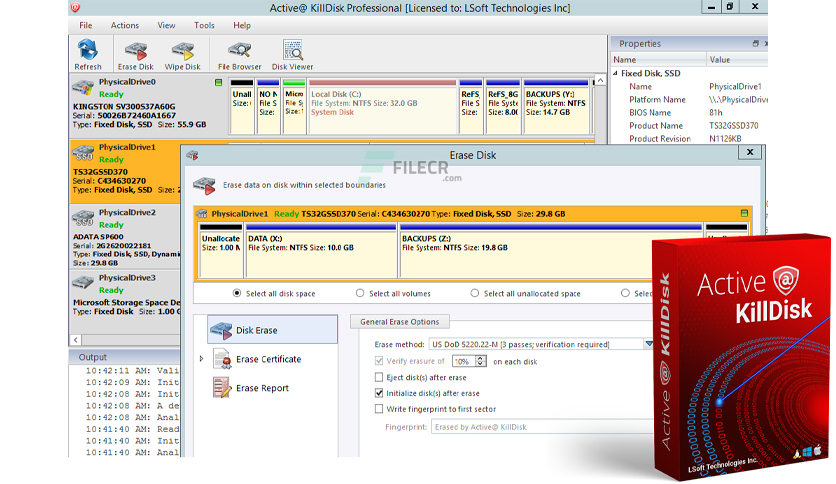 Active@ KillDisk Professional [Licensed to: LSoft Technologies Inc]
File Actions View Tools Help
Refresh Erase Disk Wipe Disk File Browser Disk Viewer
PhysicalDrive0
Ready
KINGSTON SV300S37A60G
Serial: 50026B72460A1667
Type: Fixed Disk, SSD Size: 55.9 GB
Unall
Size:
NO N
File S
Size:
Micro
File Sy
Size:
Local Disk (C:)
File System: NTFS Size: 32.0 GB
System Disk
ReFS
File S
Size:
ReFS_8G
File Syste
Size: 8.00
BACKUPS (Y:)
File System: NTFS
Size: 14.7 GB
Properties
Name Value
Fixed Disk, SSD
Name PhysicalDrive1
Platform Name \\.\PhysicalDrive
BIOS Name 81h
Product Name TS32GSSD370
Product Revision N1126KB
PhysicalDrive1
Ready
TS32GSSD370
Serial: C434630270
Type: Fixed Disk, SSD Size: 2
PhysicalDrive2
Ready
ADATA SP600
Serial: 2G2620022181
Type: Fixed Disk, SSD, Dynami
Size: 29.8 GB
PhysicalDrive3
Ready
Microsoft Storage Space De
Type: Fixed Disk Size: 1.00 G
Output
10:42:11 AM: Vali
10:42:09 AM: Init
10:42:08 AM: Init
10:42:08 AM: A de
10:42:08 AM: Anal
10:41:40 AM: Read
10:41:40 AM: Init
10:41:40 AM: Anal
Erase Disk
FILECR
.com
Erase data on disk within selected boundaries
PhysicalDrive1 Ready TS32GSSD370 Serial: C434630270 Type: Fixed Disk, SSD Size: 29.8 GB
Unallocate
Size: 1.00 M
DATA (X:)
File System: NTFS Size: 10.0 GB
BACKUPS (Z:)
File System: NTFS Size: 19.8 GB
Select all disk space Select all volumes Select all unallocated space Select
Disk Erase
Erase Certificate
Erase Report
General Erase Options
Erase method: US DoD 5220.22-M [3 passes; verification required]
Verify erasure of 10% on each disk
Eject disk(s) after erase
Initialize disk(s) after erase
Write fingerprint to first sector
Fingerprint: Erased by Active@ KillDisk
Active
KillDisk
Active @ KillDisk
LSoft Technologies Inc.